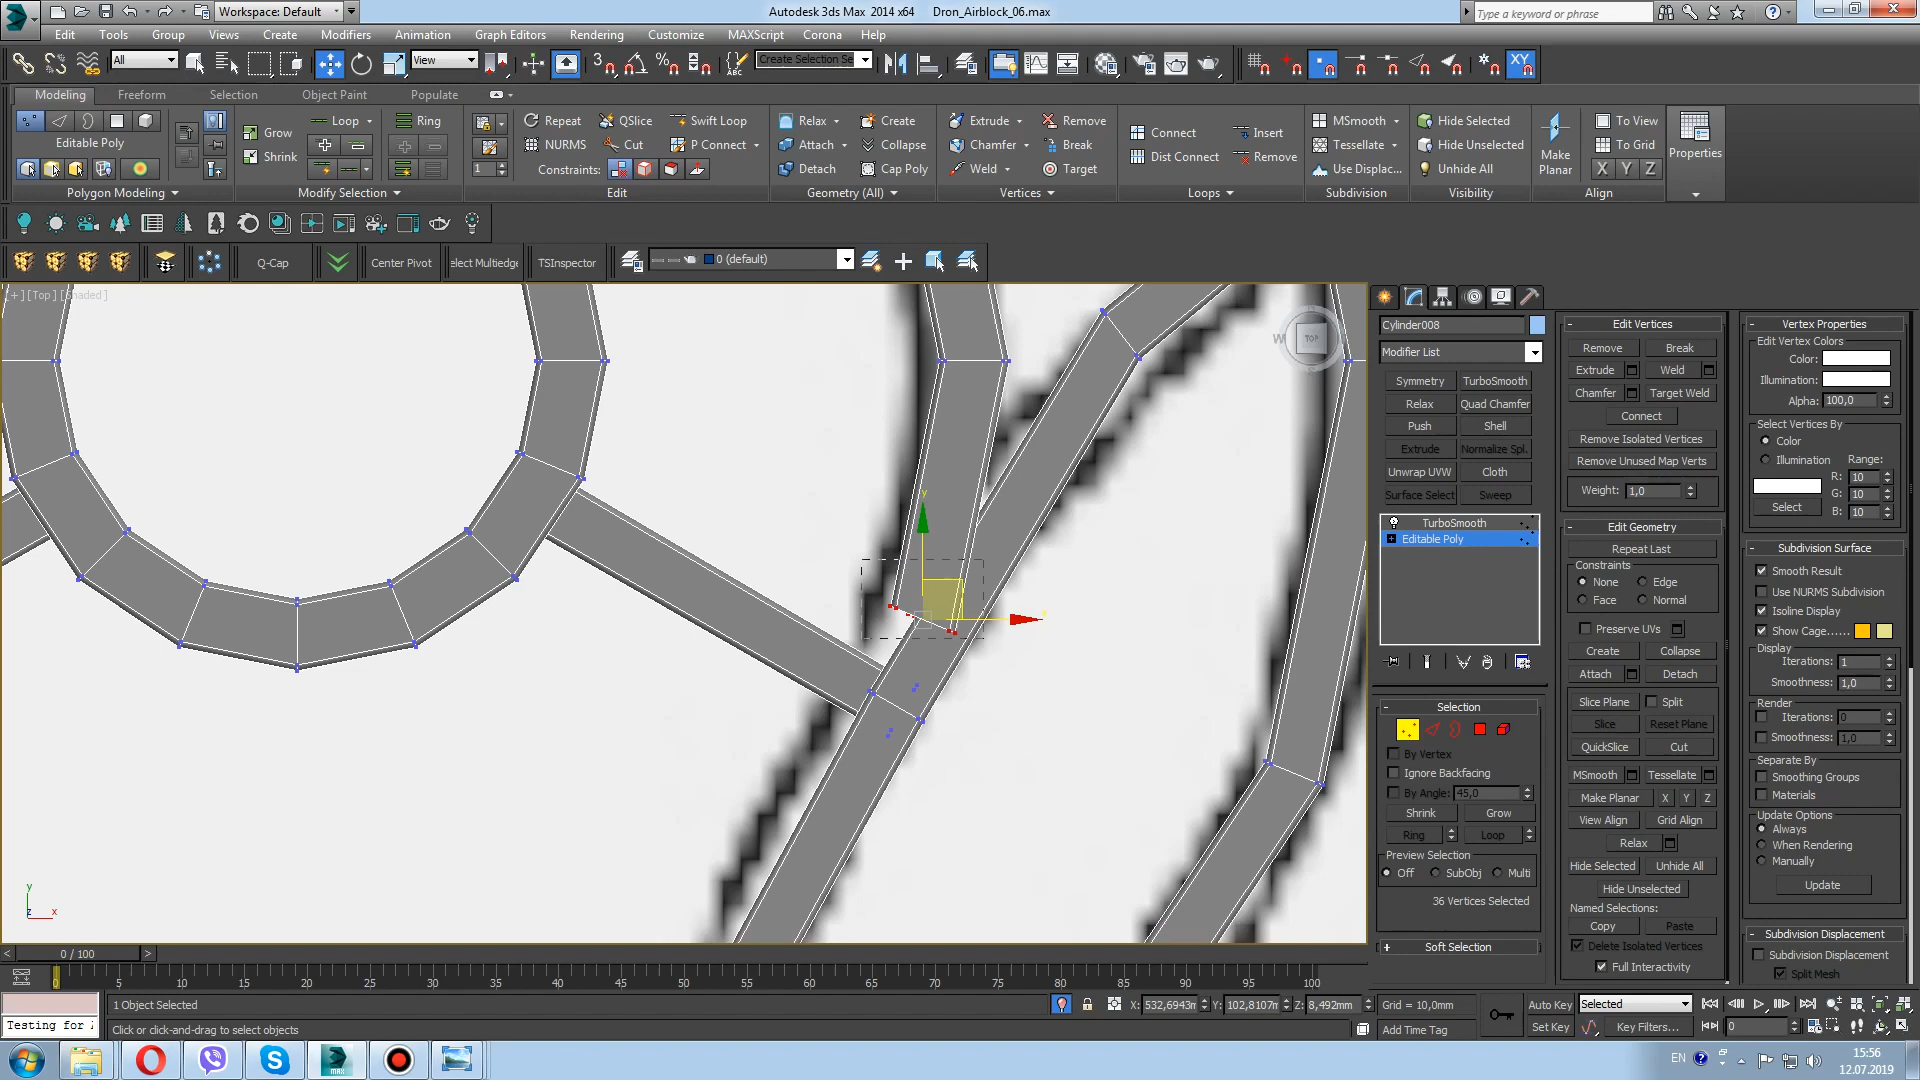 Workspace: Default
Autodesk 3ds Max 2014 x64 Dron_Airblock_06.max
Type a keyword or phrase
Edit Tools Group Views Create Modifiers Animation Graph Editors Rendering Customize MAXScript Corona Help
All View Create Selection Se XY
Modeling Freeform Selection Object Paint Populate
Loop Ring Repeat QSlice Swift Loop Relax Create Extrude Remove MSmooth Hide Selected To View
Editable Poly Grow NURMS Cut P Connect Attach Collapse Chamfer Break Connect Insert Tessellate Hide Unselected To Grid
Shrink 1 Constraints: Detach Cap Poly Weld Target Dist Connect Remove Use Displac... Unhide All Make Planar X Y Z Properties
Polygon Modeling Modify Selection Edit Geometry (All) Vertices Loops Subdivision Visibility Align
Q-Cap Center Pivot elect Multiedge TSInspector 0 (default)
[+][Top][Shaded]
TOP
W
y
y
z x
Cylinder008
Modifier List
Symmetry TurboSmooth
Relax Quad Chamfer
Push Shell
Extrude Normalize Spl.
Unwrap UVW Cloth
Surface Select Sweep
TurboSmooth
Editable Poly
Selection
By Vertex
Ignore Backfacing
By Angle: 45,0
Shrink Grow
Ring Loop
Preview Selection
Off SubObj Multi
36 Vertices Selected
Soft Selection
Edit Vertices
Remove Break
Extrude Weld
Chamfer Target Weld
Connect
Remove Isolated Vertices
Remove Unused Map Verts
Weight: 1,0
Edit Geometry
Repeat Last
Constraints
None Edge
Face Normal
Preserve UVs
Create Collapse
Attach Detach
Slice Plane Split
Slice Reset Plane
QuickSlice Cut
MSmooth Tessellate
Make Planar X Y Z
View Align Grid Align
Relax
Hide Selected Unhide All
Hide Unselected
Named Selections:
Copy Paste
Delete Isolated Vertices
Full Interactivity
Vertex Properties
Edit Vertex Colors
Color:
Illumination:
Alpha: 100,0
Select Vertices By
Color
Illumination Range:
R: 10
G: 10
Select B: 10
Subdivision Surface
Smooth Result
Use NURMS Subdivision
Isoline Display
Show Cage......
Display
Iterations: 1
Smoothness: 1,0
Render
Iterations: 0
Smoothness: 1,0
Separate By
Smoothing Groups
Materials
Update Options
Always
When Rendering
Manually
Update
Subdivision Displacement
Subdivision Displacement
Split Mesh
< 0 / 100 >
0 5 10 15 20 25 30 35 40 45 50 55 60 65 70 75 80 85 90 95 100
1 Object Selected X: 532,6943m Y: 102,8107m Z: 8,492mm Grid = 10,0mm Auto Key Selected
Testing for Click or click-and-drag to select objects Add Time Tag Set Key Key Filters... 0
MAX EN 15:56
12.07.2019